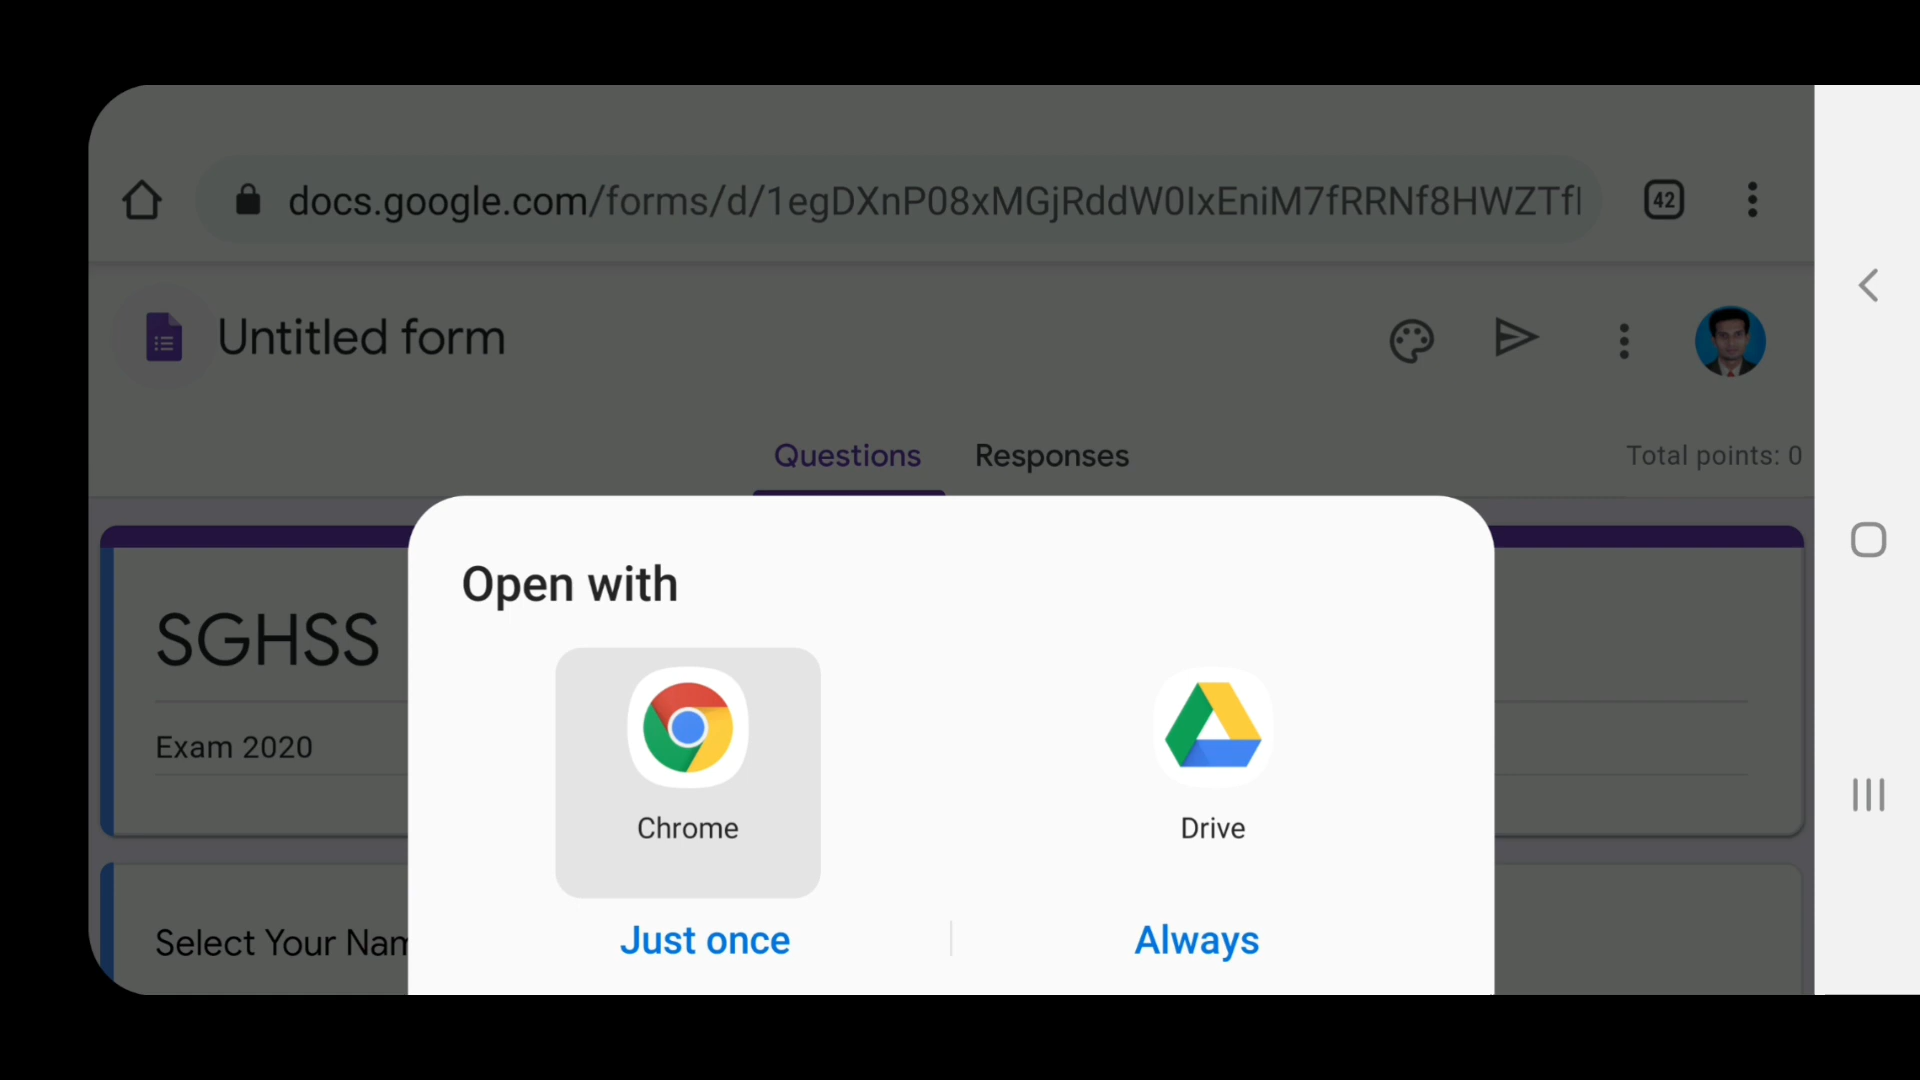 docs.google.com/forms/d/1egDXnP08xMGjRddW0IxEniM7fRRNf8HWZTfl
42
Untitled form
Questions Responses
Total points: 0
Open with
SGHSS
Exam 2020
Chrome
Drive
Select Your Nam
Just once
Always